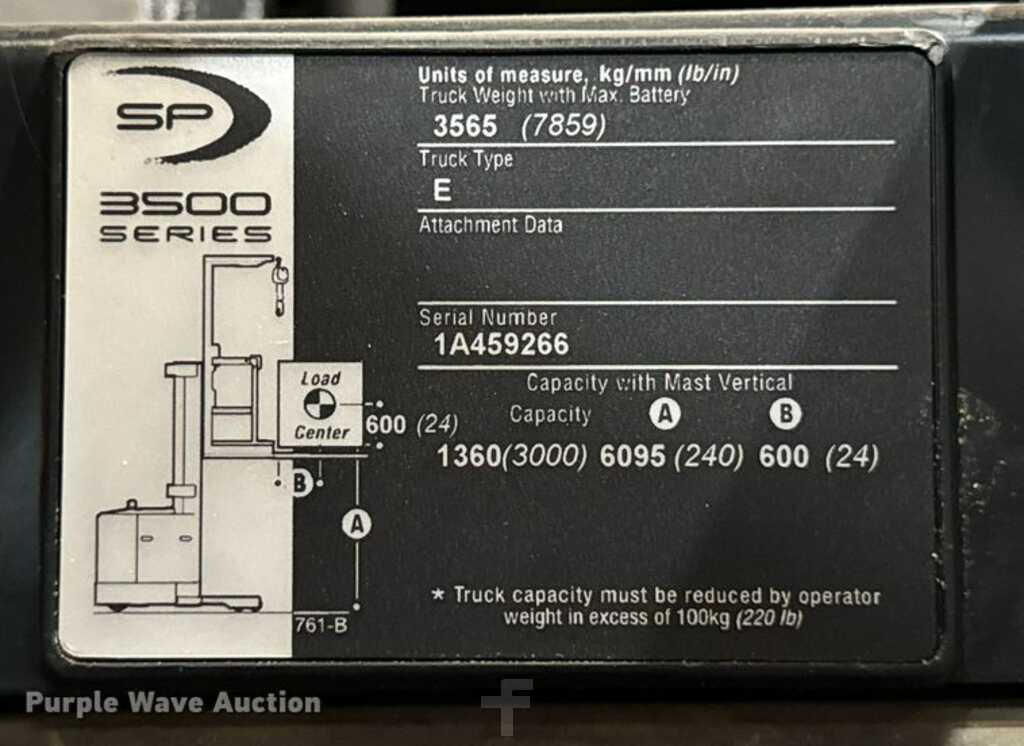 SP
3500
SERIES
Load
Center
600 (24)
B
A
761-B
Units of measure, kg/mm (lb/in)
Truck Weight with Max. Battery
3565 (7859)
Truck Type
E
Attachment Data
Serial Number
1A459266
Capacity with Mast Vertical
Capacity A B
1360(3000) 6095 (240) 600 (24)
* Truck capacity must be reduced by operator
weight in excess of 100kg (220 lb)
Purple Wave Auction